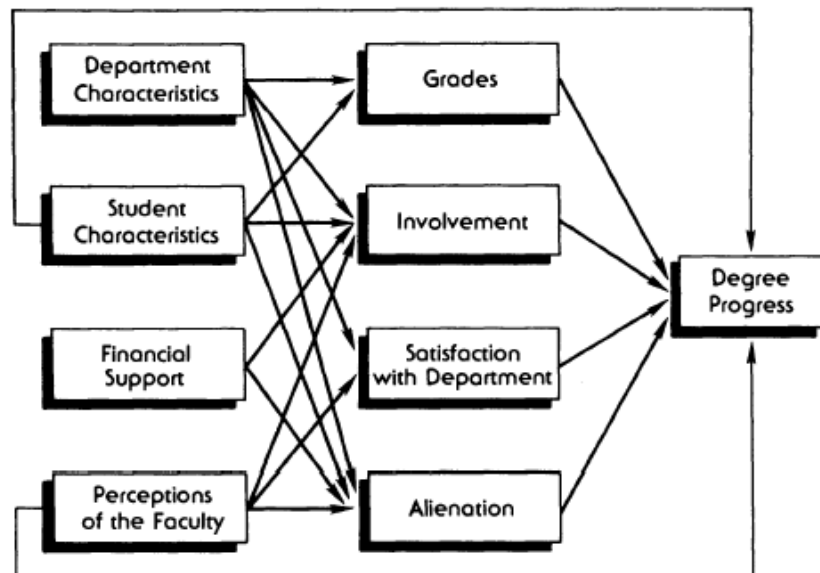 Department
Characteristics
Grades
Student
Characteristics
Involvement
Degree
Progress
Financial
Support
Satisfaction
with Department
Perceptions
of the Faculty
Alienation